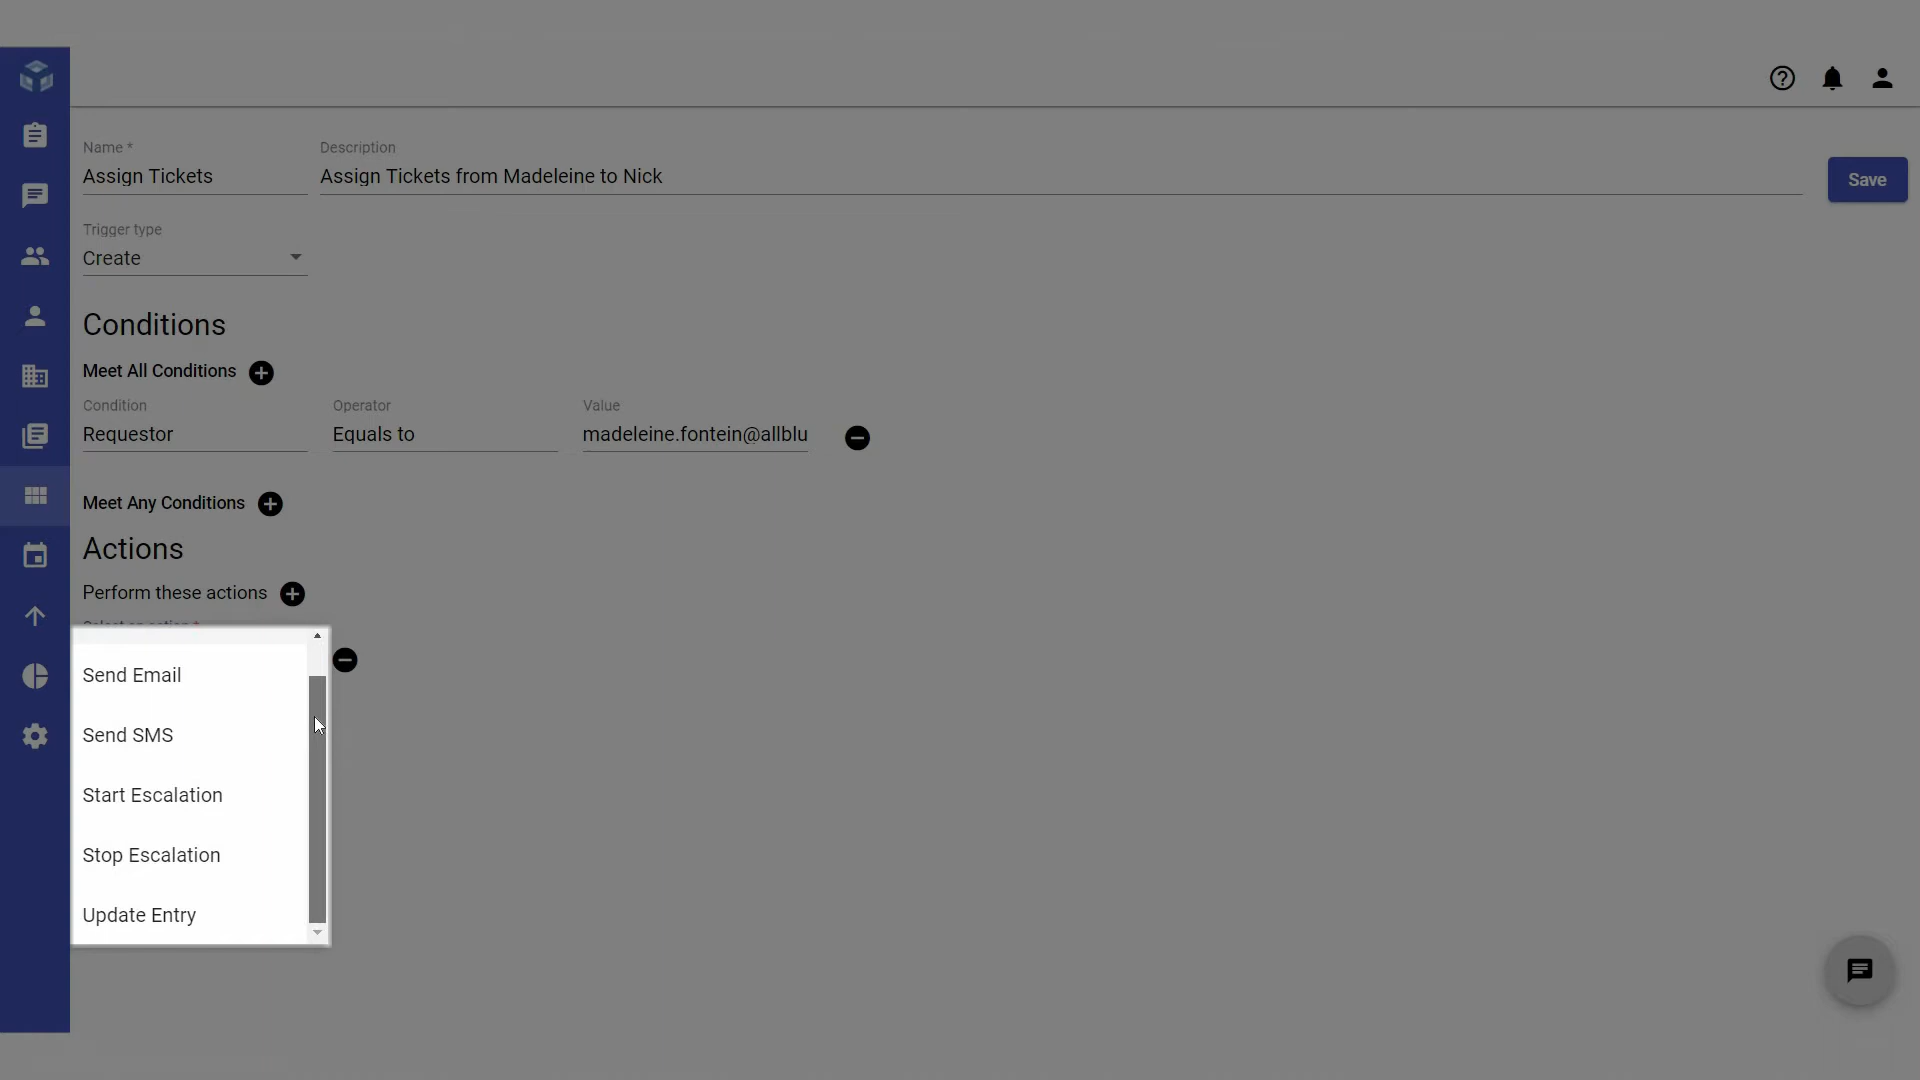 Name *
Assign Tickets
Description
Assign Tickets from Madeleine to Nick
Save
Trigger type
Create
Conditions
Meet All Conditions
Condition
Requestor
Operator
Equals to
Value
madeleine.fontein@allblu
Meet Any Conditions
Actions
Perform these actions
Select an action *
Send Email
Send SMS
Start Escalation
Stop Escalation
Update Entry